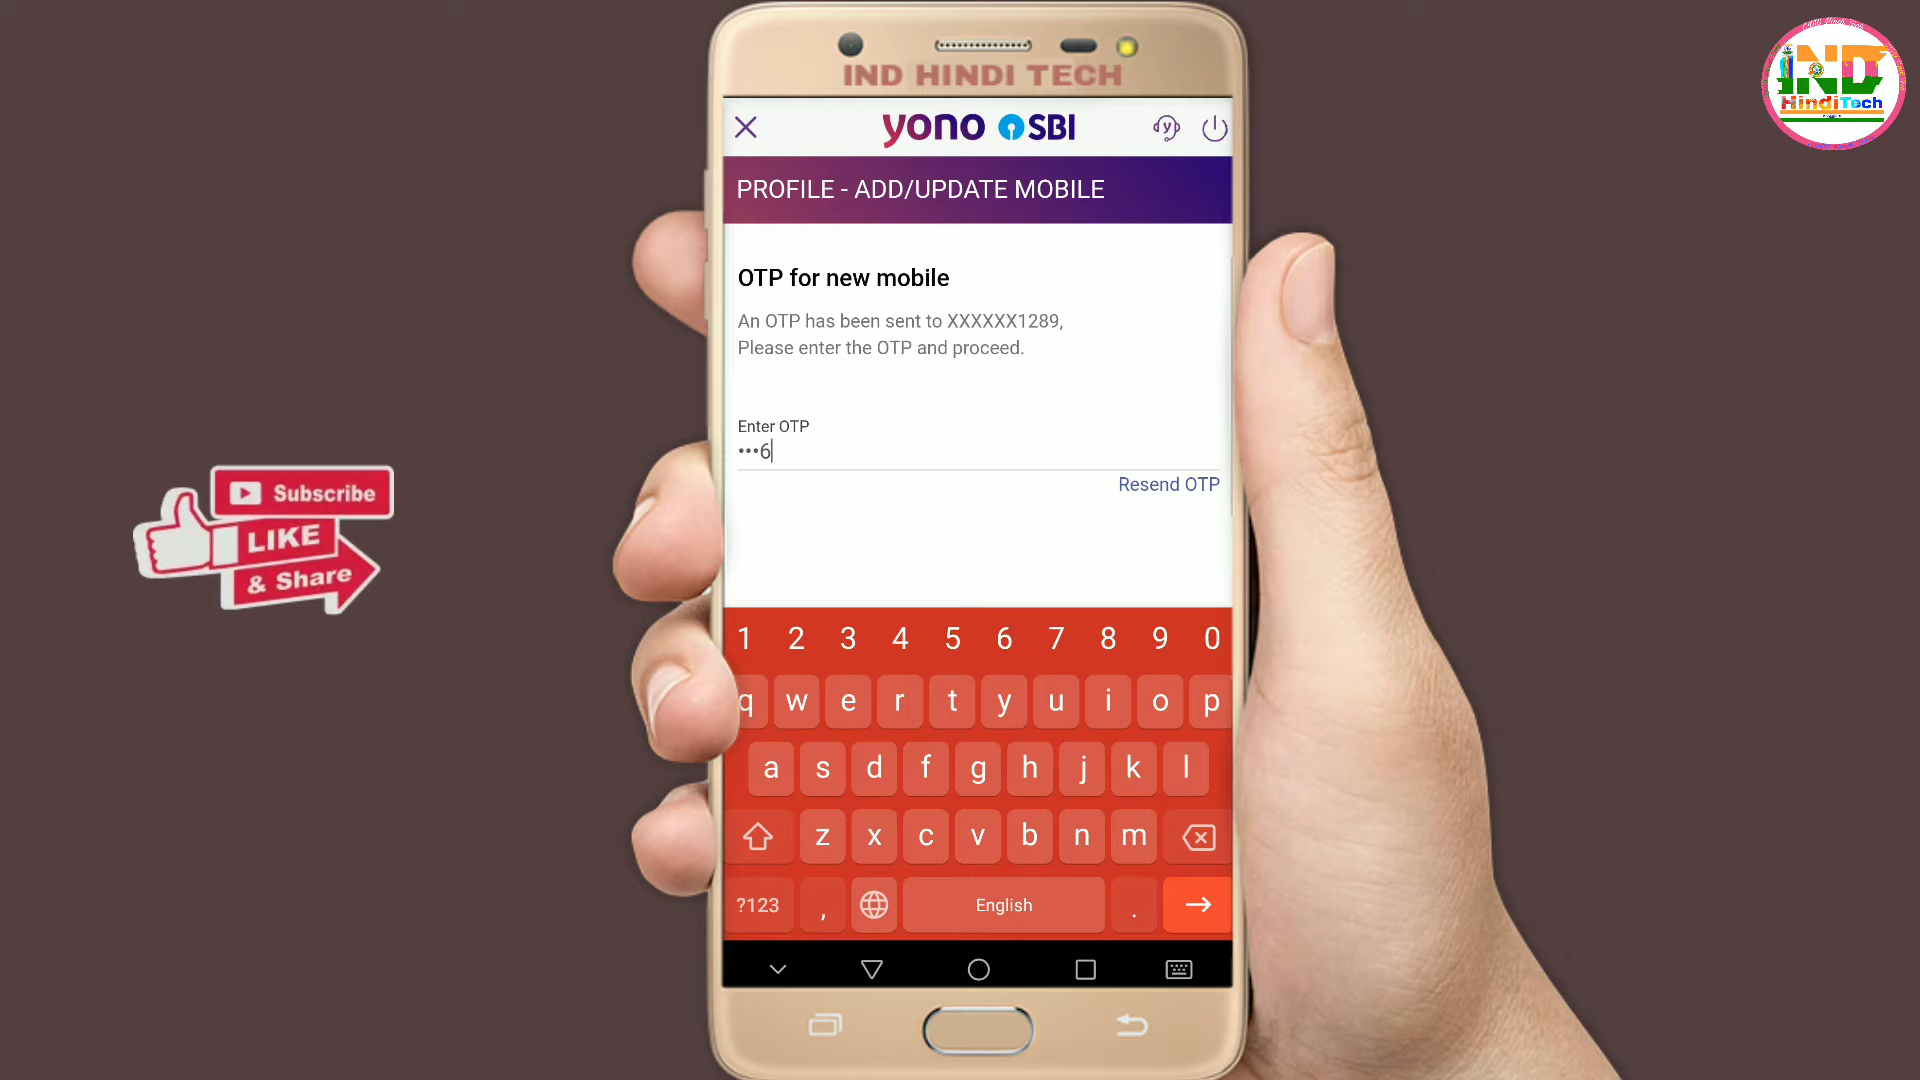 IND HINDI TECH
IND
HindiTech
yono SBI
y
PROFILE - ADD/UPDATE MOBILE
OTP for new mobile
An OTP has been sent to XXXXXX1289,
Please enter the OTP and proceed.
Enter OTP
•••6
Resend OTP
Subscribe
LIKE
& Share
1 2 3 4 5 6 7 8 9 0
q w e r t y u i o p
a s d f g h j k l
z x c v b n m
?123 , English .